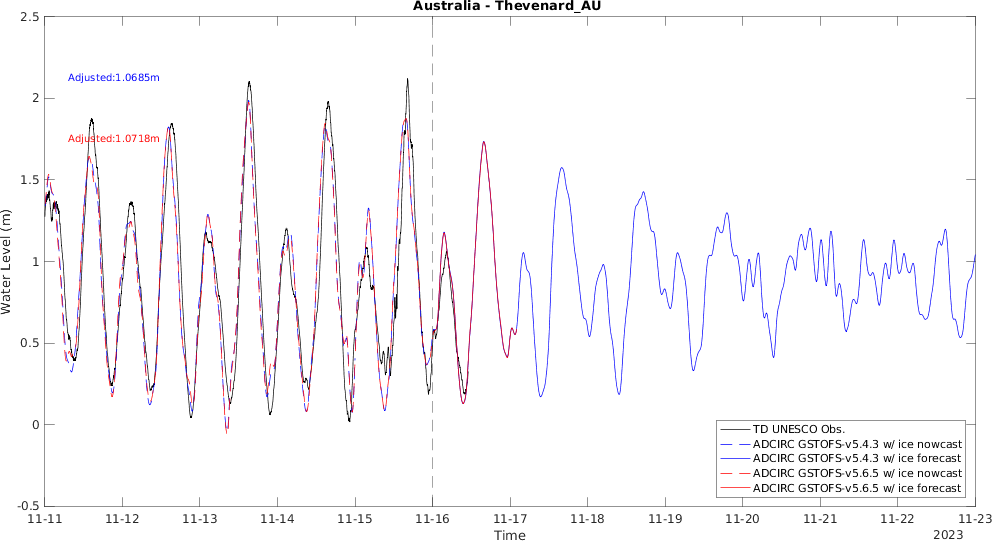 Australia - Thevenard_AU
2.5
2
1.5
1
0.5
0
-0.5
Water Level (m)
Adjusted:1.0685m
Adjusted:1.0718m
TD UNESCO Obs.
ADCIRC GSTOFS-v5.4.3 w/ ice nowcast
ADCIRC GSTOFS-v5.4.3 w/ ice forecast
ADCIRC GSTOFS-v5.6.5 w/ ice nowcast
ADCIRC GSTOFS-v5.6.5 w/ ice forecast
11-11 11-12 11-13 11-14 11-15 11-16 11-17 11-18 11-19 11-20 11-21 11-22 11-23
Time
2023